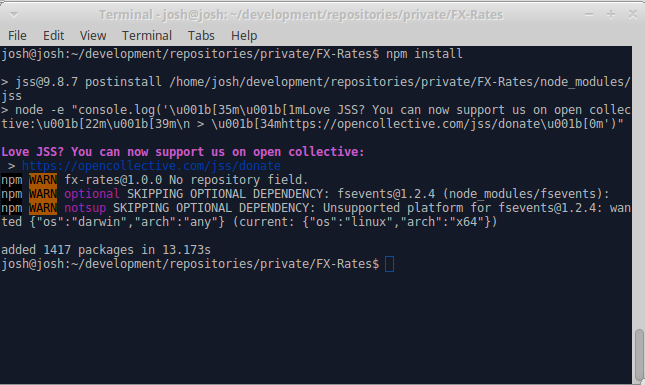 Terminal - josh@josh: ~/development/repositories/private/FX-Rates
File Edit View Terminal Tabs Help
josh@josh:~/development/repositories/private/FX-Rates$ npm install
> jss@9.8.7 postinstall /home/josh/development/repositories/private/FX-Rates/node_modules/
jss
> node -e "console.log('\u001b[35m\u001b[1mLove JSS? You can now support us on open collec
tive:\u001b[22m\u001b[39m\n > \u001b[34mhttps://opencollective.com/jss/donate\u001b[0m')"
Love JSS? You can now support us on open collective:
> https://opencollective.com/jss/donate
npm WARN fx-rates@1.0.0 No repository field.
npm WARN optional SKIPPING OPTIONAL DEPENDENCY: fsevents@1.2.4 (node_modules/fsevents):
npm WARN notsup SKIPPING OPTIONAL DEPENDENCY: Unsupported platform for fsevents@1.2.4: wan
ted {"os":"darwin","arch":"any"} (current: {"os":"linux","arch":"x64"})
added 1417 packages in 13.173s
josh@josh:~/development/repositories/private/FX-Rates$